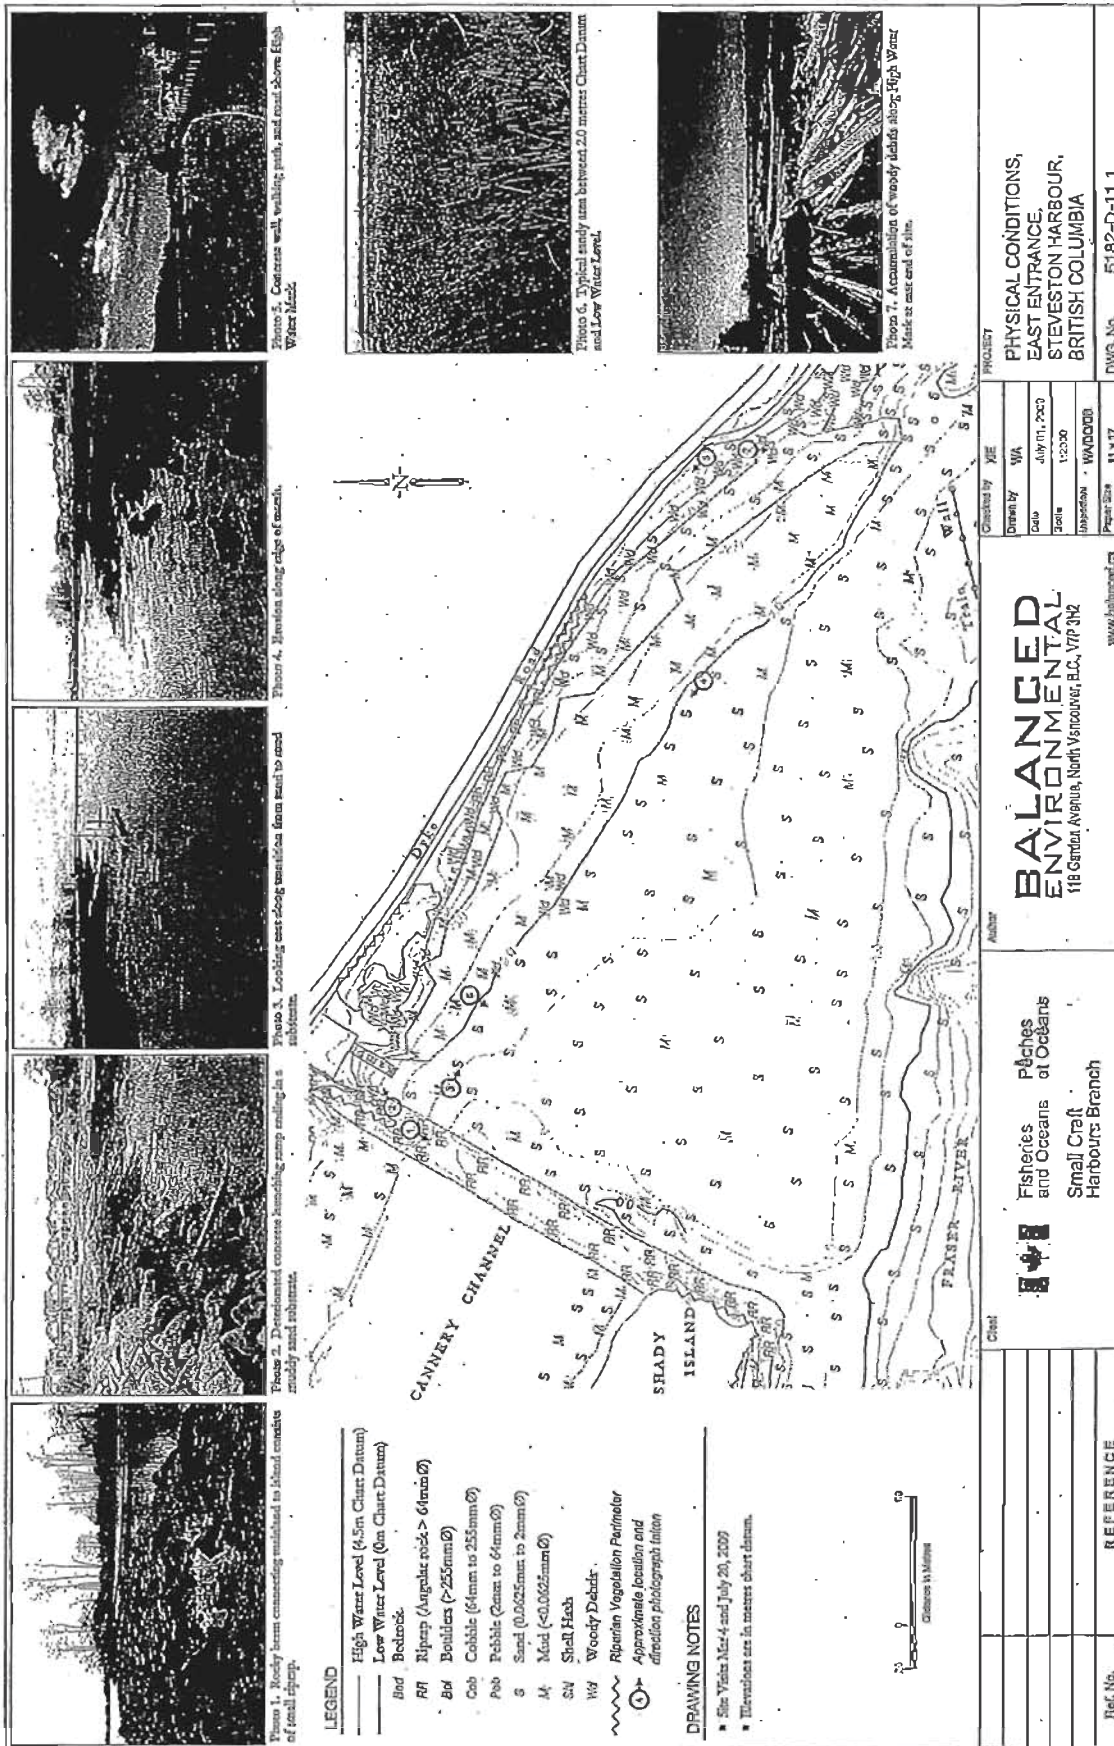 Photo 1. Rocky berm connecting mainland to island consists
of small riprap.
Photo 2. Deteriorated concrete launching ramp ending in a
muddy sand substrate.
Photo 3. Looking east along transition from sand to mud
substrate.
Photo 4. Erosion along edge of marsh.
Photo 5. Concrete wall, walking path, and road above High
Water Mark.
Photo 6. Typical sandy area between 2.0 metres Chart Datum
and Low Water Level.
Photo 7. Accumulation of woody debris along High Water
Mark at east end of site.
LEGEND
High Water Level (4.5m Chart Datum)
Low Water Level (0m Chart Datum)
Bed Bedrock
RR Riprap (Angular rock > 64mmØ)
Bol Boulders (>255mmØ)
Cob Cobble (64mm to 255mmØ)
Peb Pebble (2mm to 64mmØ)
S Sand (0.0625mm to 2mmØ)
M Mud (<0.0625mmØ)
SH Shell Hash
Wd Woody Debris
Riparian Vegetation Perimeter
Approximate location and
direction photograph taken
DRAWING NOTES
Site Visits Mar 4 and July 20, 2000
Elevations are in metres chart datum.
Distance in Metres
CANNERY CHANNEL
SHADY
ISLAND
FRASER RIVER
Dyke Road
Wall
Ref. No.
REFERENCE
Client
Fisheries
and Oceans
Pêches
et Océans
Small Craft
Harbours Branch
Author
BALANCED
ENVIRONMENTAL
118 Garden Avenue, North Vancouver, B.C., V7P 3H2
Checked by
Drawn by WA
Date
Scale 1:2000
Inspection
Paper Size 11 x 17
PROJECT
PHYSICAL CONDITIONS,
EAST ENTRANCE,
STEVESTON HARBOUR,
BRITISH COLUMBIA
DWG. No. 5182-D-11.1